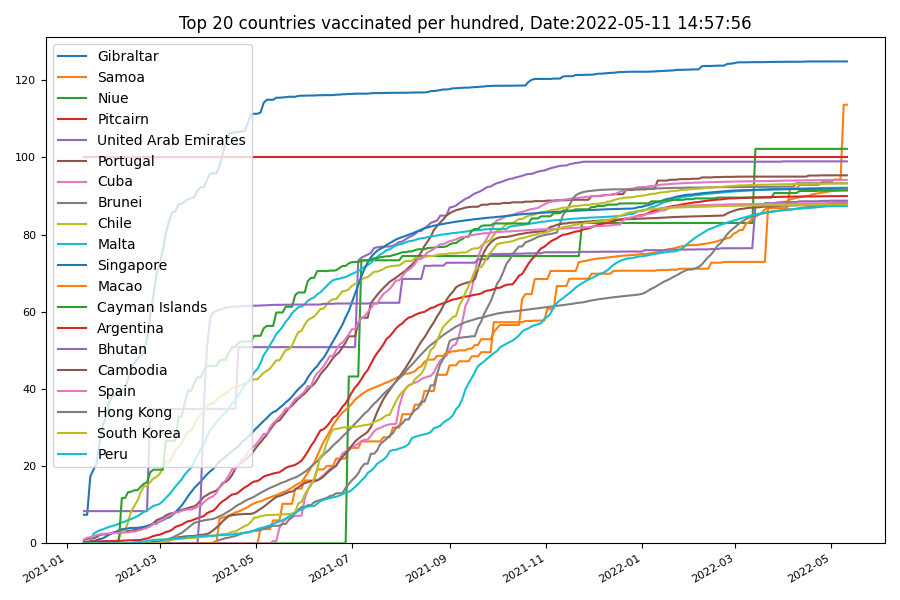 Top 20 countries vaccinated per hundred, Date:2022-05-11 14:57:56
Gibraltar
Samoa
Niue
Pitcairn
United Arab Emirates
Portugal
Cuba
Brunei
Chile
Malta
Singapore
Macao
Cayman Islands
Argentina
Bhutan
Cambodia
Spain
Hong Kong
South Korea
Peru
120
100
80
60
40
20
0
2021-01
2021-03
2021-05
2021-07
2021-09
2021-11
2022-01
2022-03
2022-05